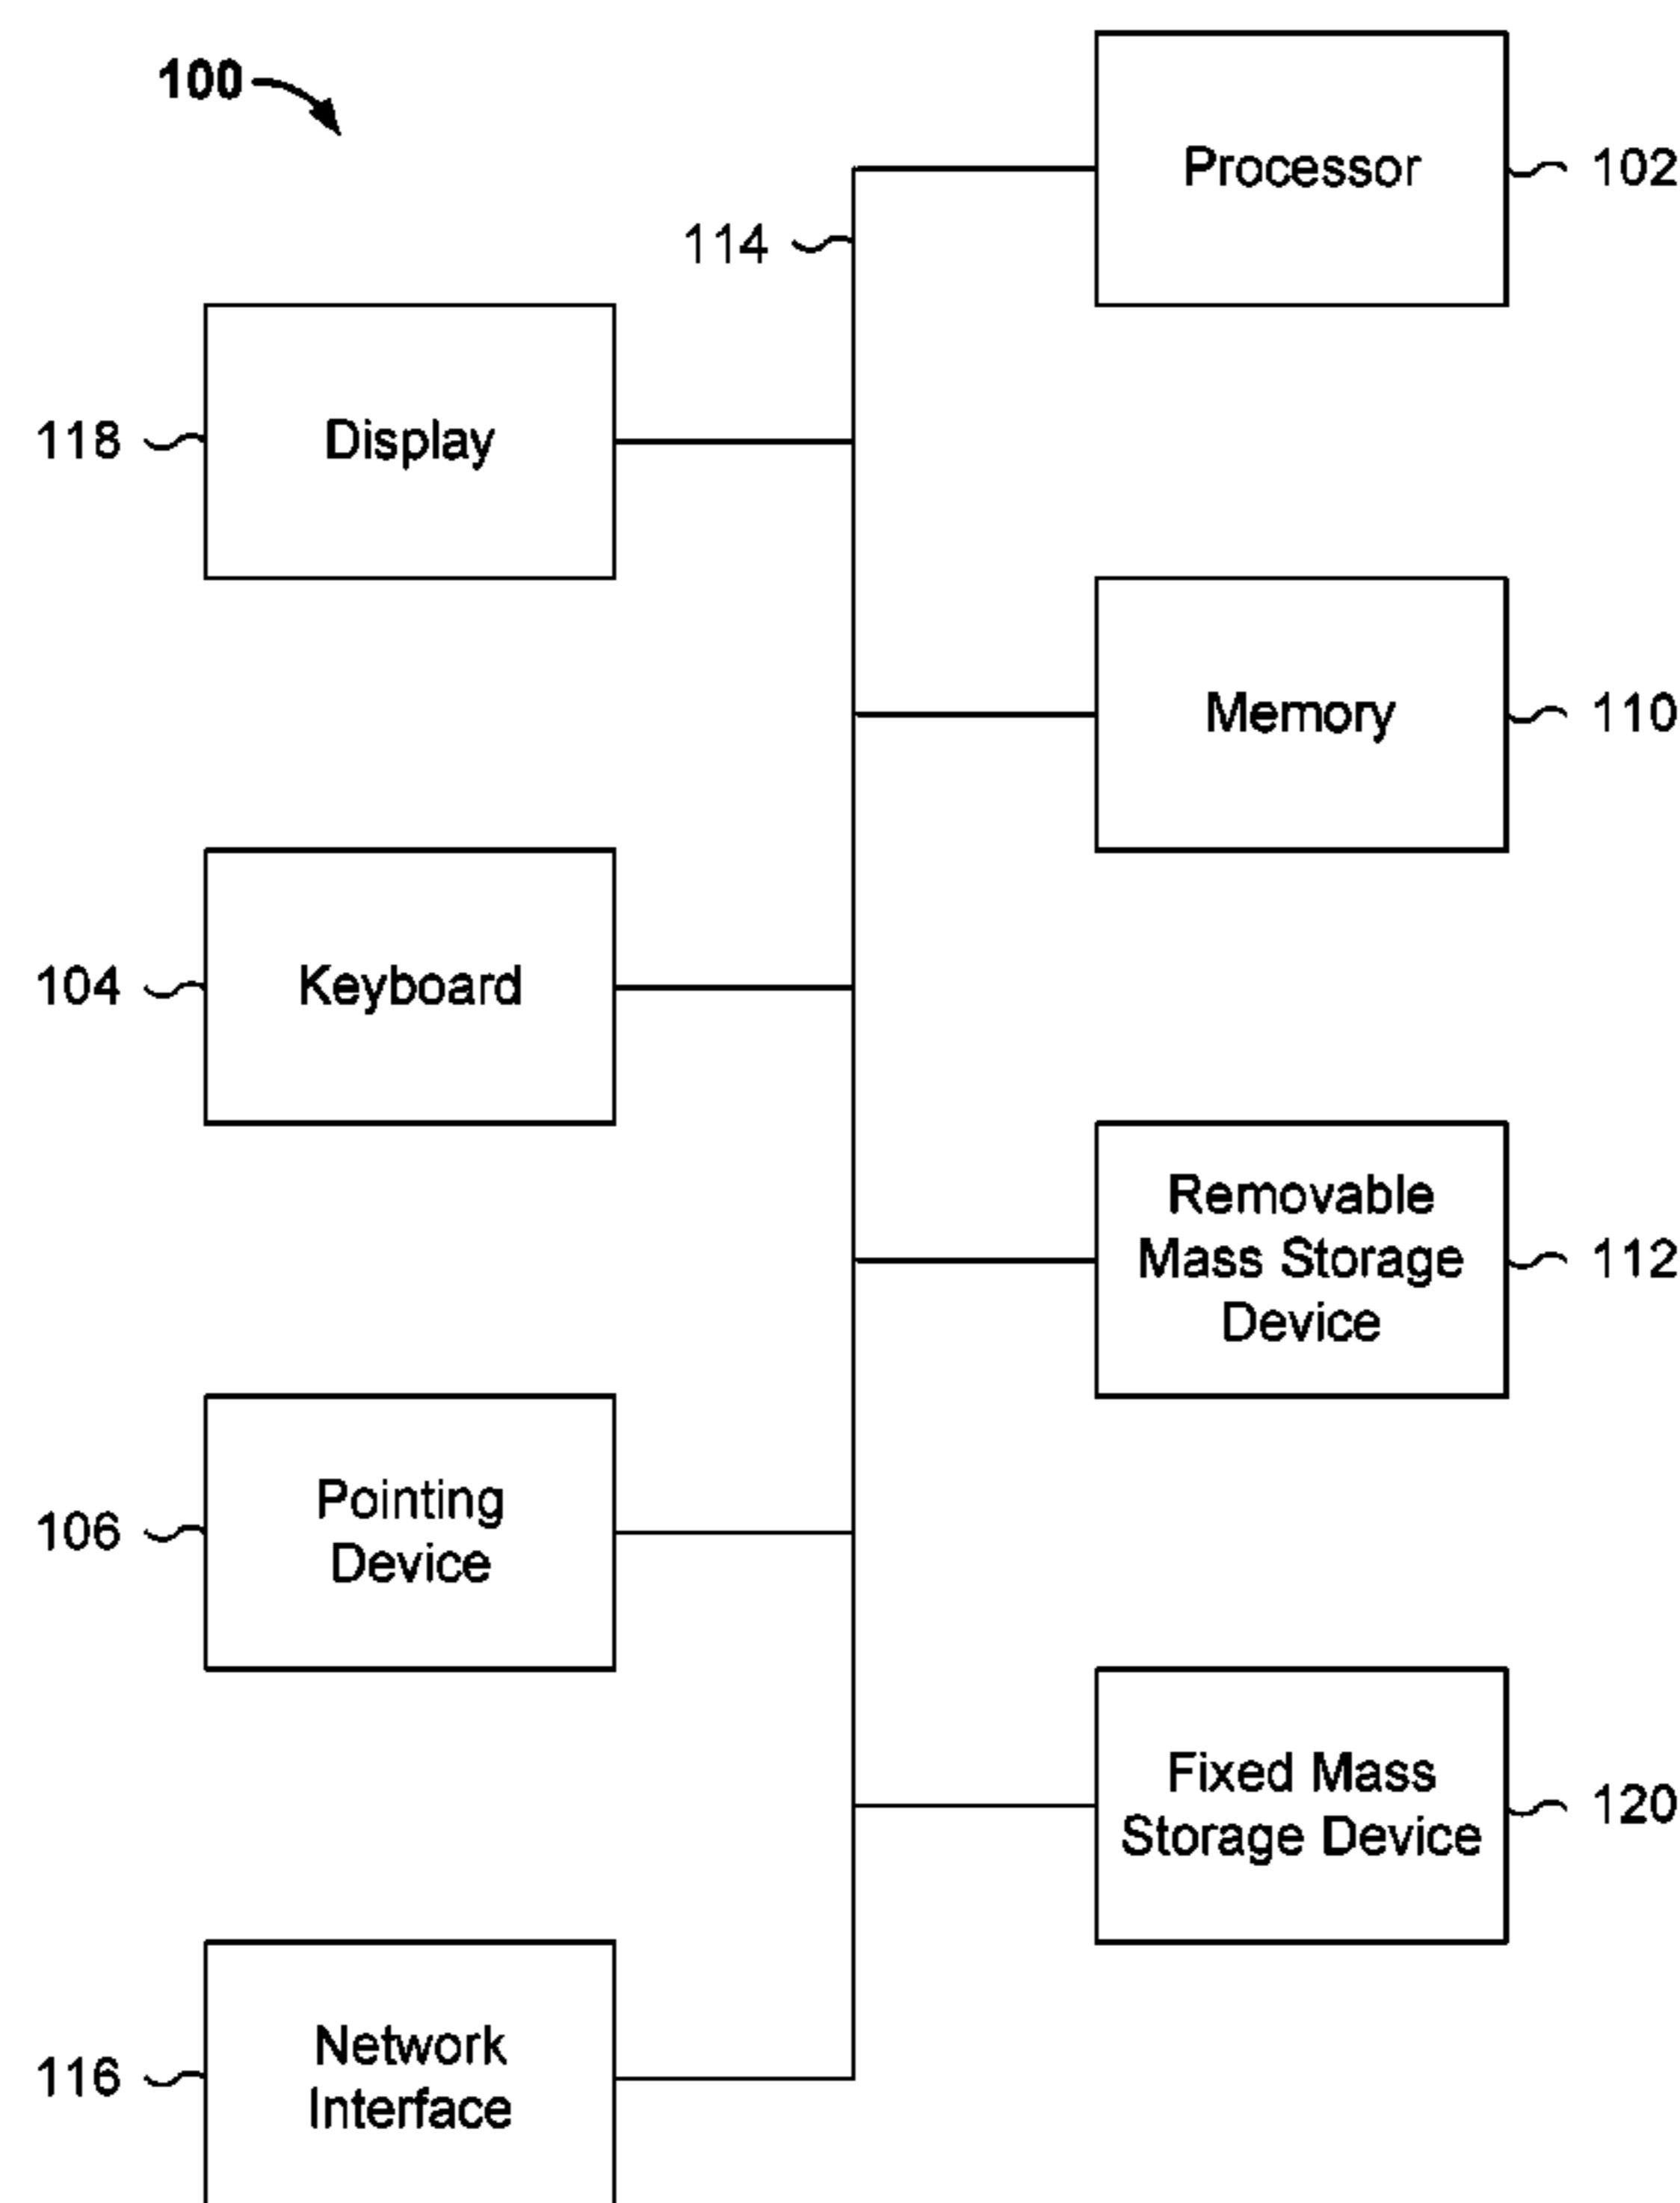 100
Processor
102
114
118
Display
Memory
110
104
Keyboard
Removable
Mass Storage
Device
112
106
Pointing
Device
Fixed Mass
Storage Device
120
116
Network
Interface